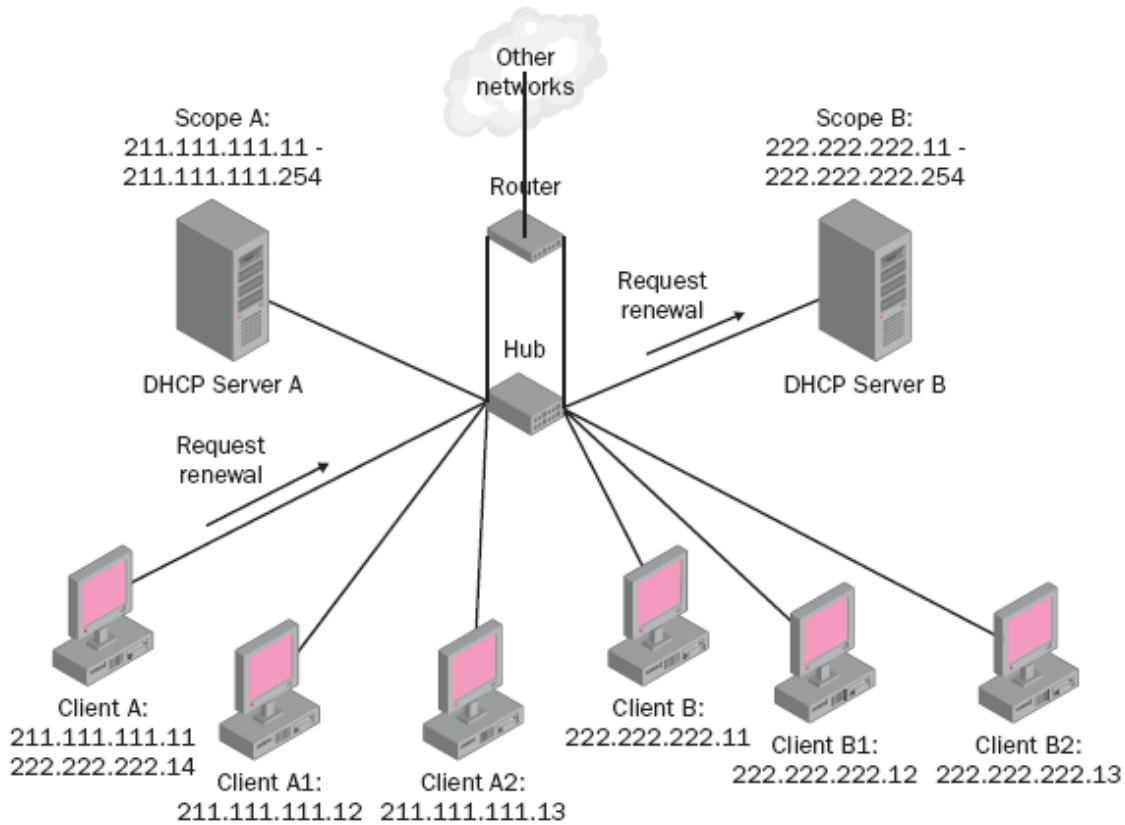 Other
networks
Scope A:
211.111.111.11 -
211.111.111.254
Scope B:
222.222.222.11 -
222.222.222.254
Router
Request
renewal
Hub
DHCP Server A
DHCP Server B
Request
renewal
Client A:
211.111.111.11
222.222.222.14
Client A1:
211.111.111.12
Client A2:
211.111.111.13
Client B:
222.222.222.11
Client B1:
222.222.222.12
Client B2:
222.222.222.13